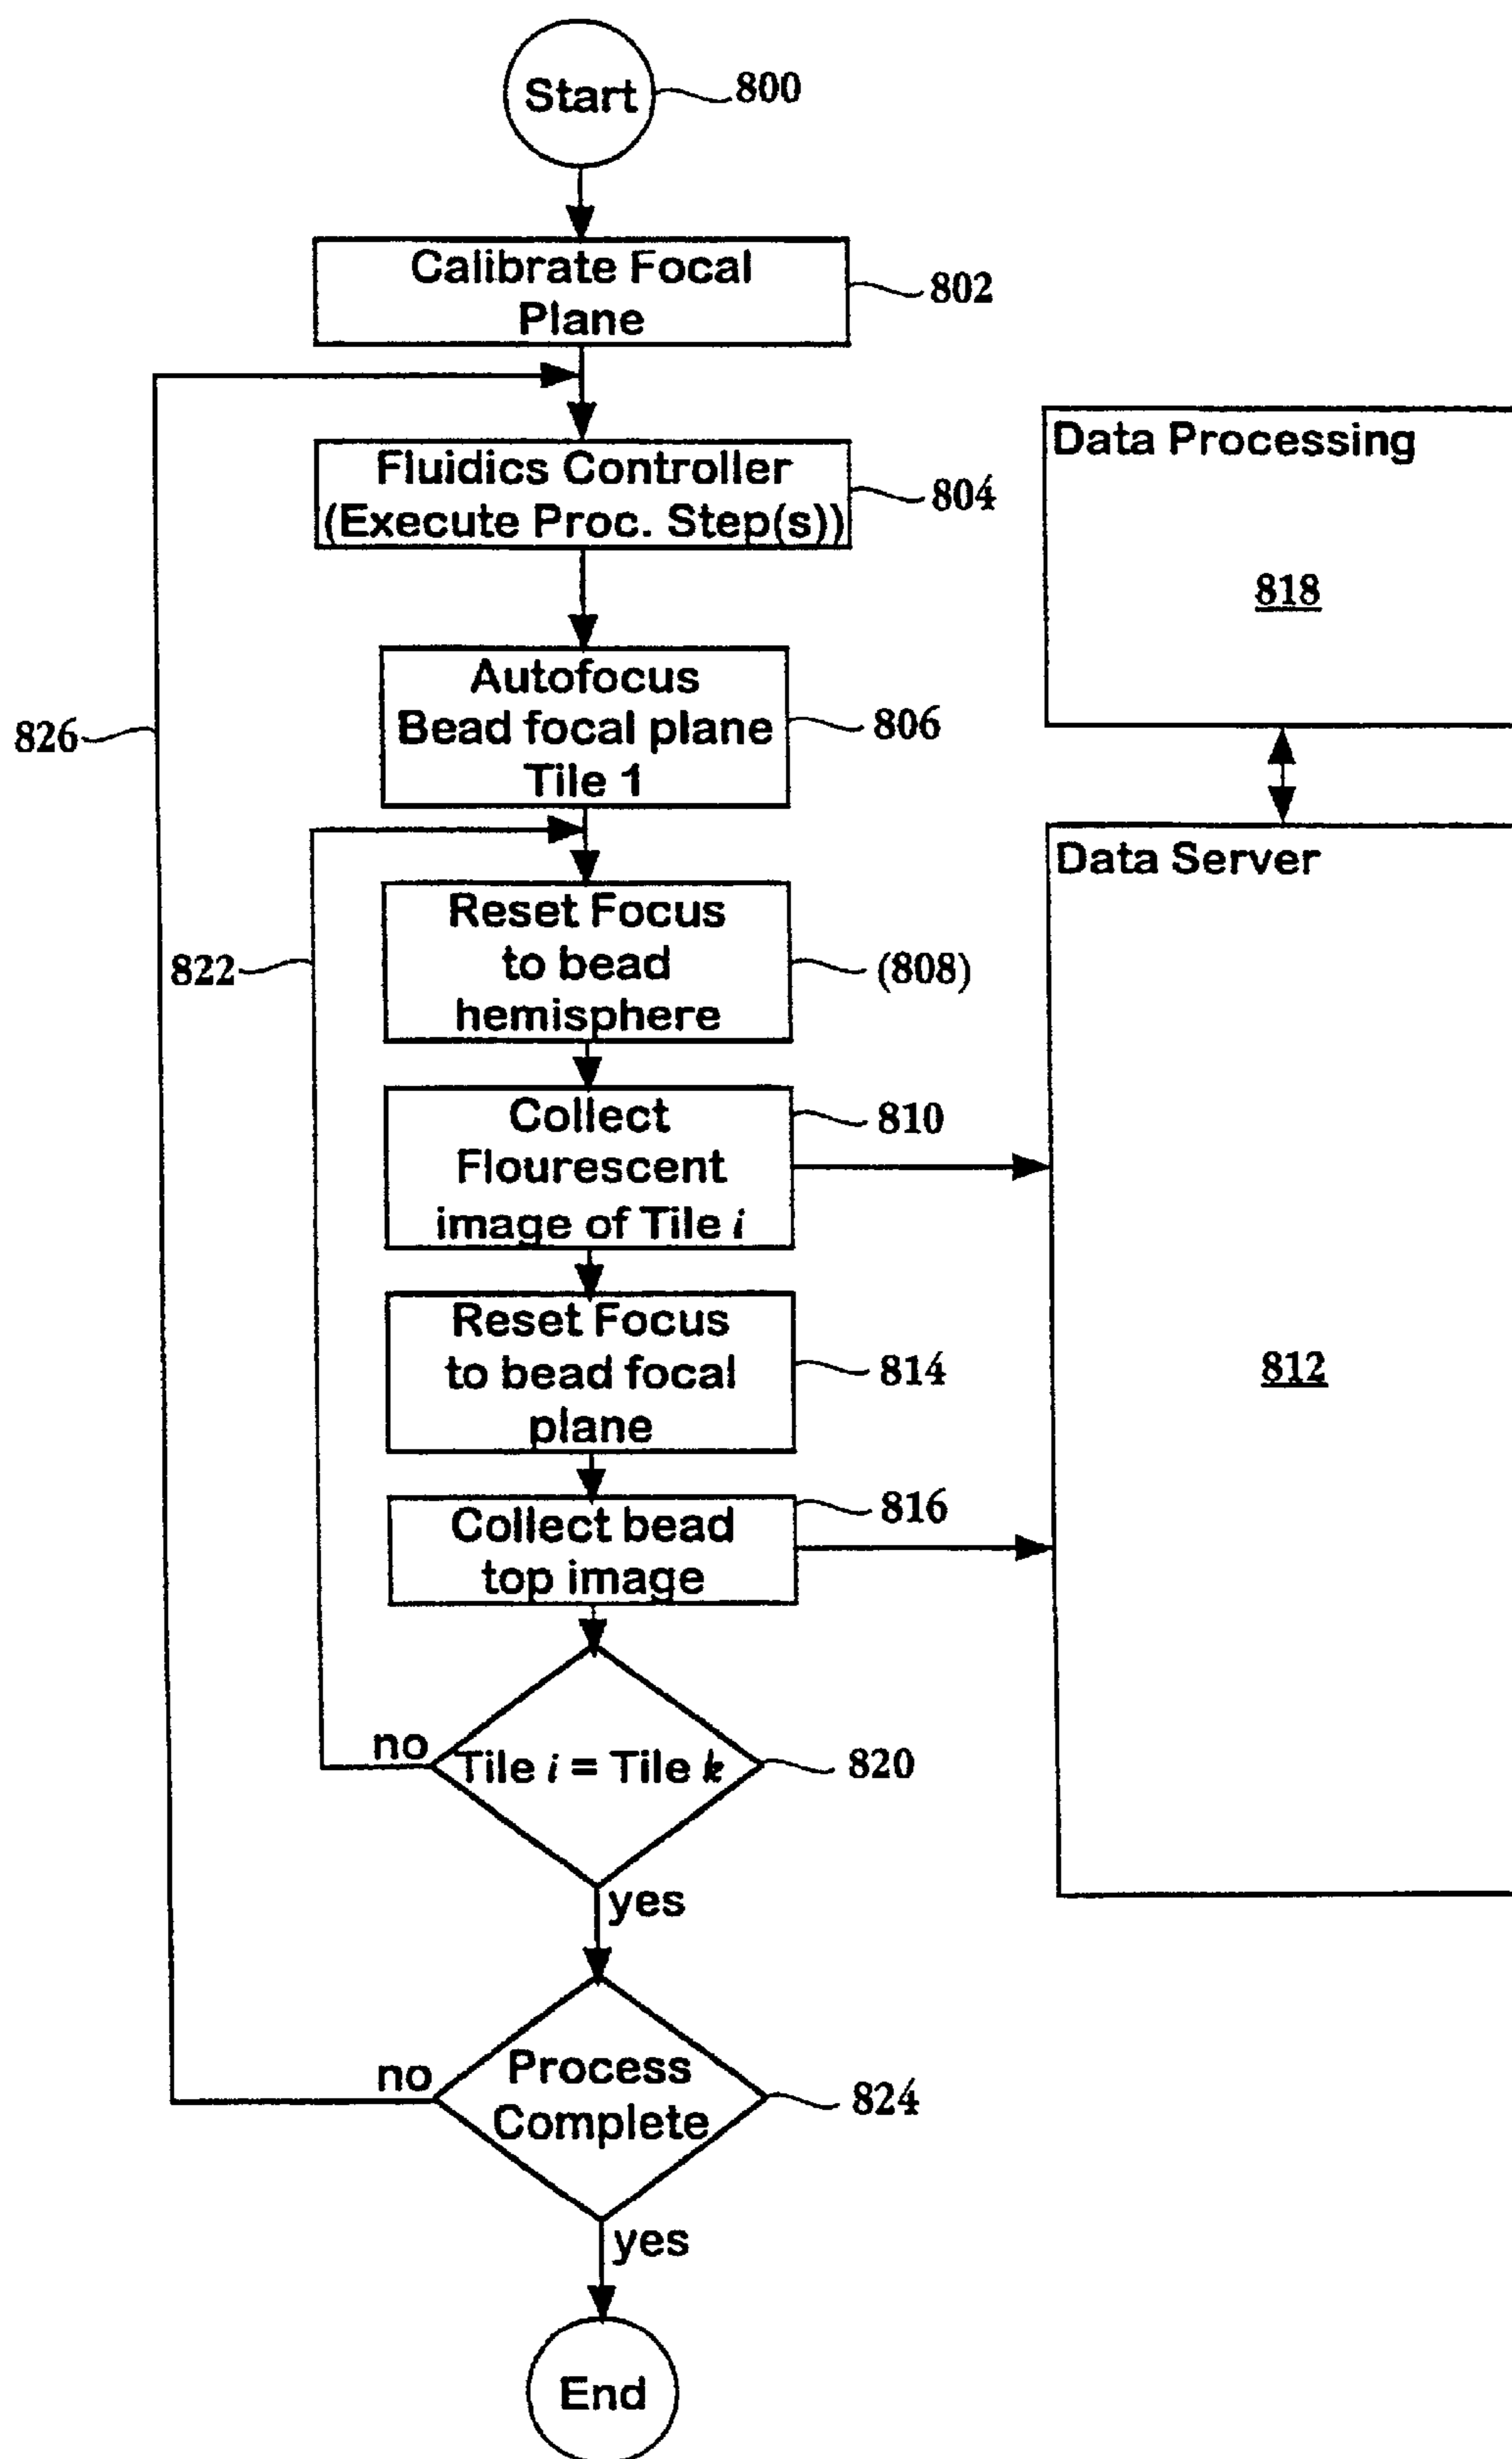 Start
800
Calibrate Focal
Plane
802
Fluidics Controller
(Execute Proc. Step(s))
804
Data Processing
818
Autofocus
Bead focal plane
Tile 1
806
826
Data Server
812
Reset Focus
to bead
hemisphere
(808)
822
Collect
Flourescent
image of Tile i
810
Reset Focus
to bead focal
plane
814
Collect bead
top image
816
no
Tile i = Tile k
820
yes
no
Process
Complete
824
yes
End